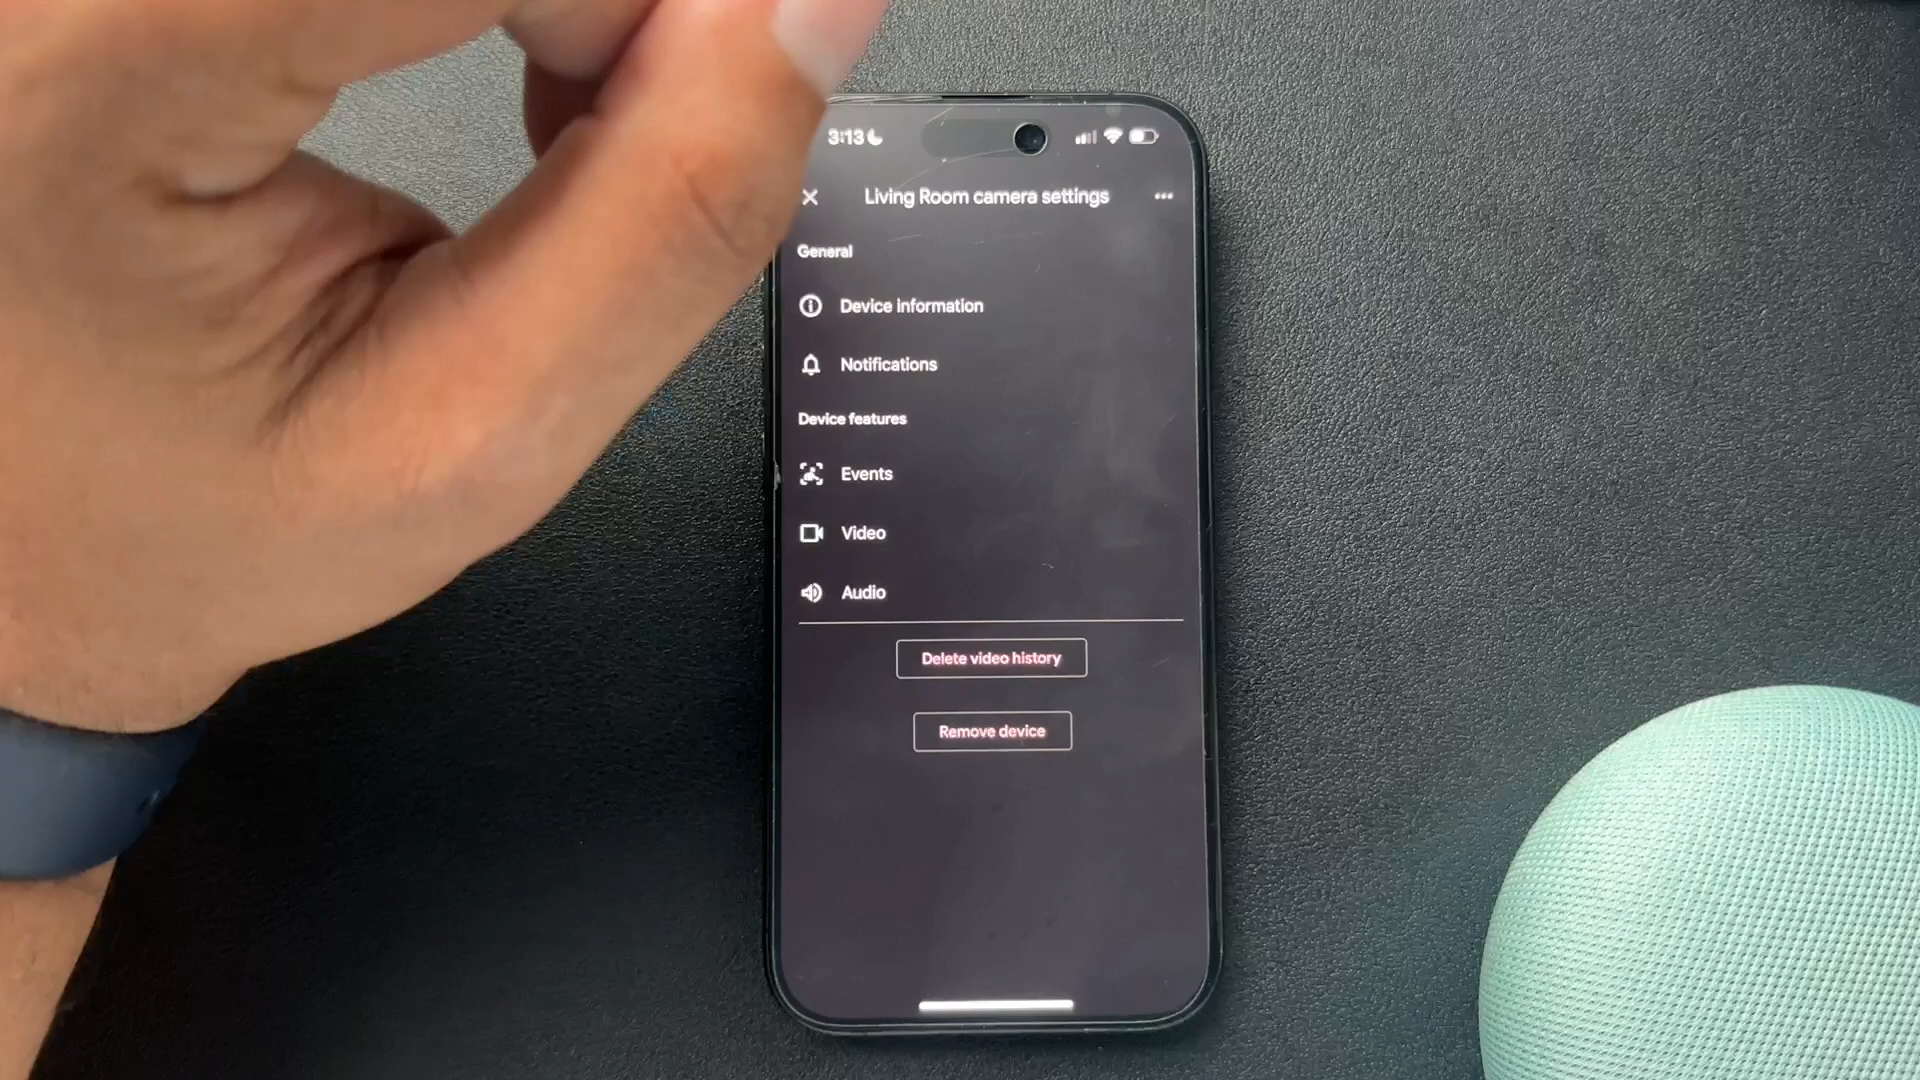 3:13
Living Room camera settings
General
Device information
Notifications
Device features
Events
Video
Audio
Delete video history
Remove device